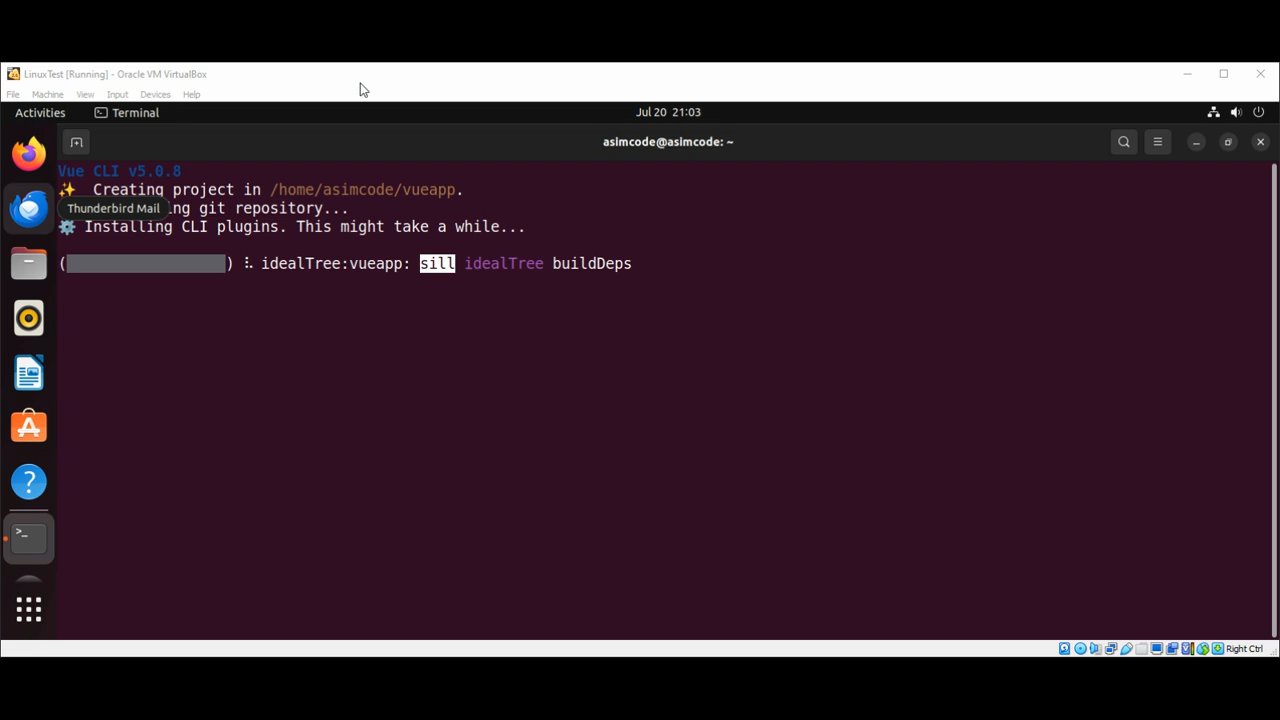 LinuxTest [Running] - Oracle VM VirtualBox
File Machine View Input Devices Help
Activities Terminal Jul 20 21:03
asimcode@asimcode: ~
Vue CLI v5.0.8
✨ Creating project in /home/asimcode/vueapp.
Thunderbird Mail
git repository...
⚙️ Installing CLI plugins. This might take a while...
( ) ⠧ idealTree:vueapp: sill idealTree buildDeps
Right Ctrl